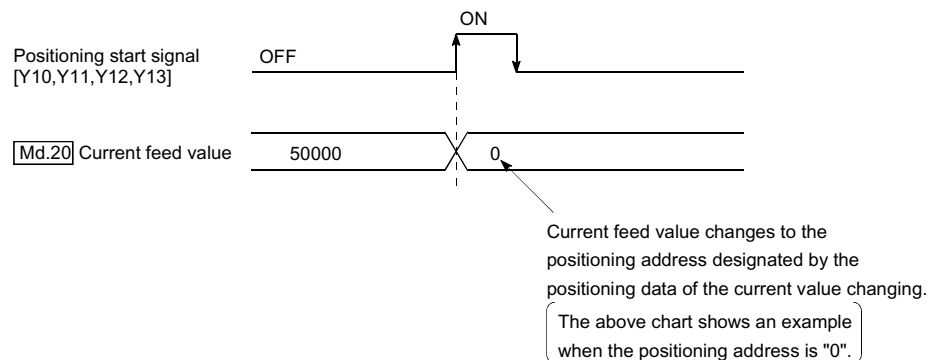 ON
Positioning start signal
[Y10,Y11,Y12,Y13]
OFF
Md.20 Current feed value
50000
0
Current feed value changes to the
positioning address designated by the
positioning data of the current value changing.
The above chart shows an example
when the positioning address is "0".